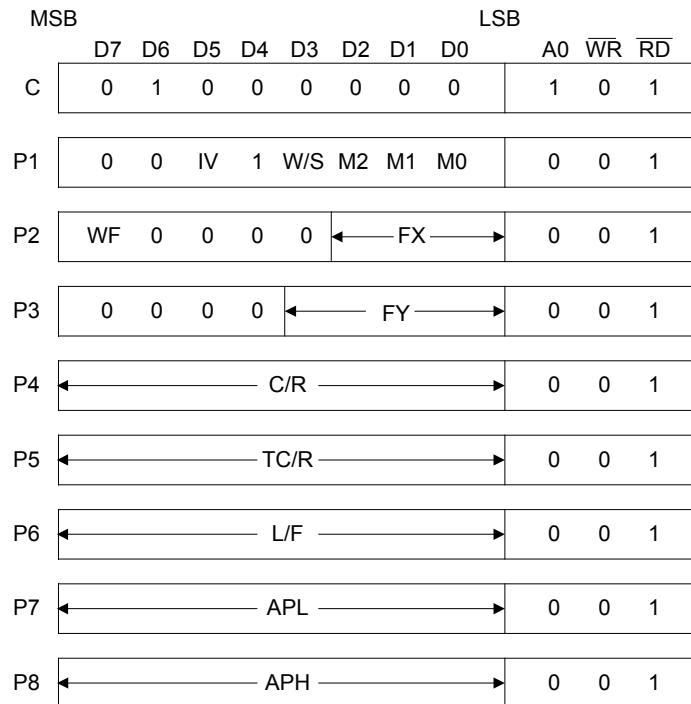 MSB LSB
D7 D6 D5 D4 D3 D2 D1 D0 A0 W̅R̅ R̅D̅
C 0 1 0 0 0 0 0 0 1 0 1
P1 0 0 IV 1 W/S M2 M1 M0 0 0 1
P2 WF 0 0 0 0 FX 0 0 1
P3 0 0 0 0 FY 0 0 1
P4 C/R 0 0 1
P5 TC/R 0 0 1
P6 L/F 0 0 1
P7 APL 0 0 1
P8 APH 0 0 1